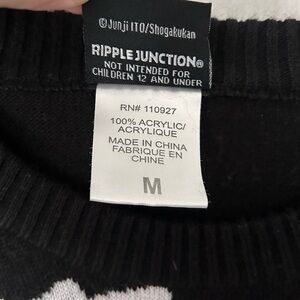 ©Junji ITO/Shogakukan
RIPPLE JUNCTION®
NOT INTENDED FOR
CHILDREN 12 AND UNDER
RN# 110927
100% ACRYLIC/
ACRYLIQUE
MADE IN CHINA
FABRIQUE EN
CHINE
M